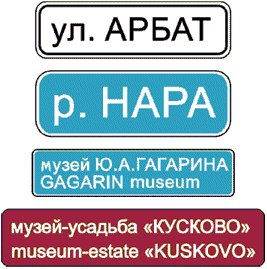 ул. АРБАТ
р. НАРА
музей Ю.А.ГАГАРИНА
GAGARIN museum
музей-усадьба «КУСКОВО»
museum-estate «KUSKOVO»